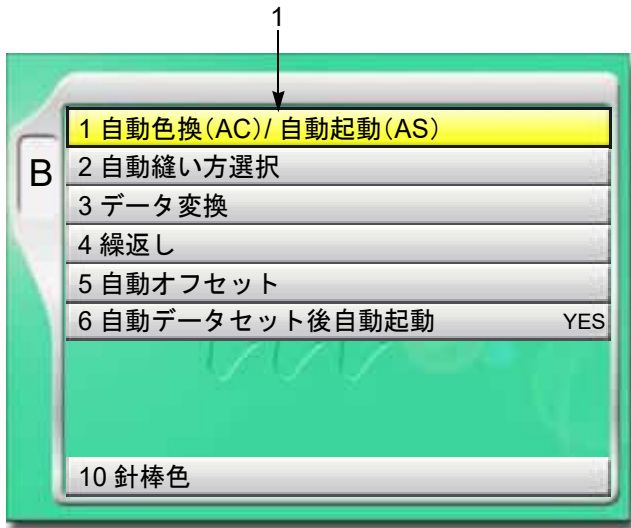 1
B
1 自動色換(AC)/ 自動起動(AS)
2 自動縫い方選択
3 データ変換
4 繰返し
5 自動オフセット
6 自動データセット後自動起動 YES
10 針棒色